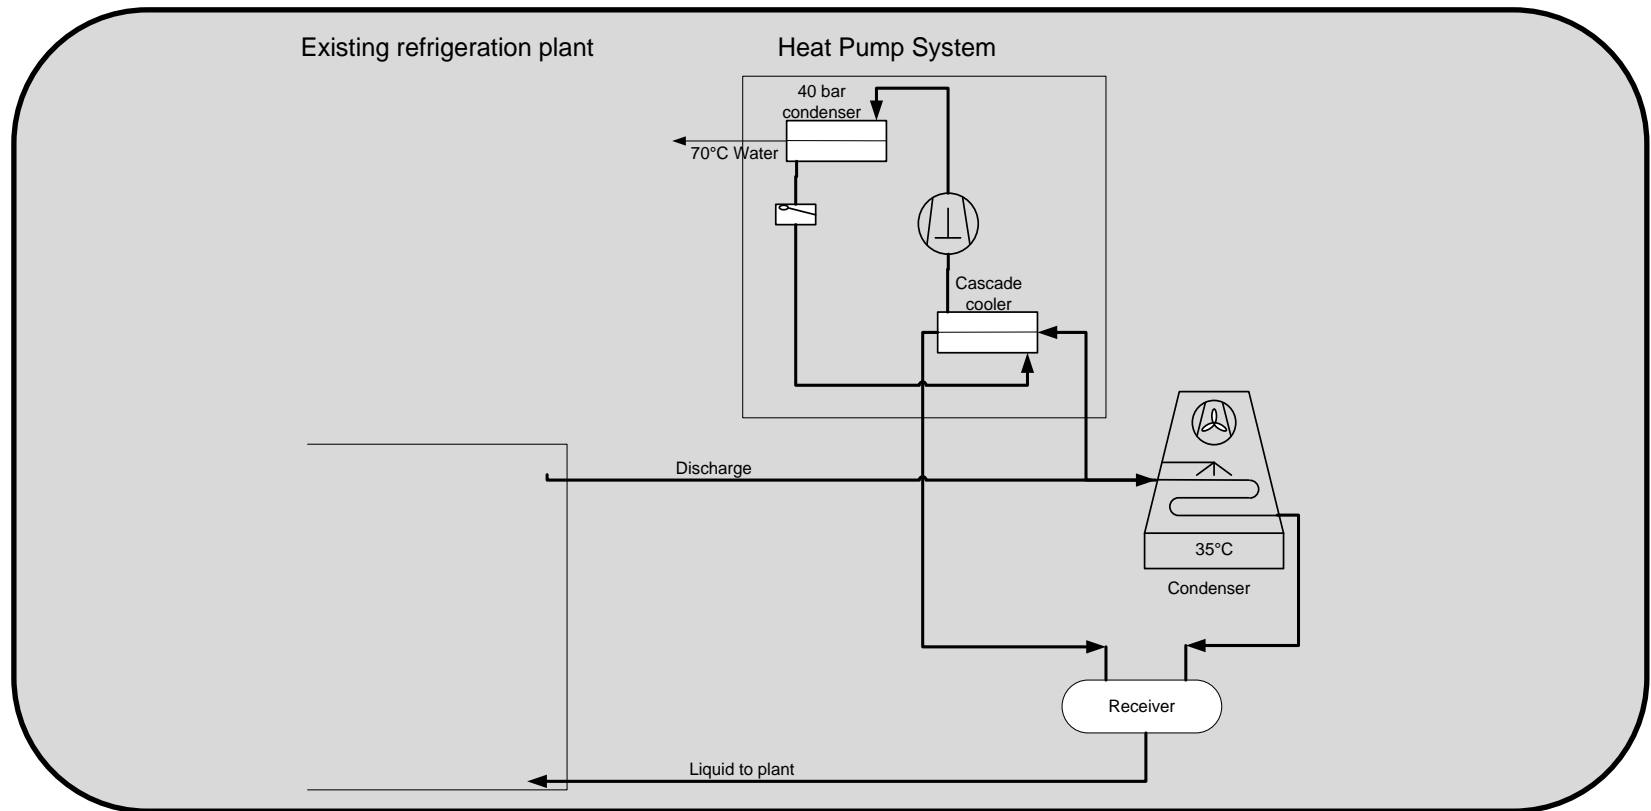 Existing refrigeration plant
Heat Pump System
40 bar
condenser
70°C Water
Cascade
cooler
Discharge
35°C
Condenser
Receiver
Liquid to plant